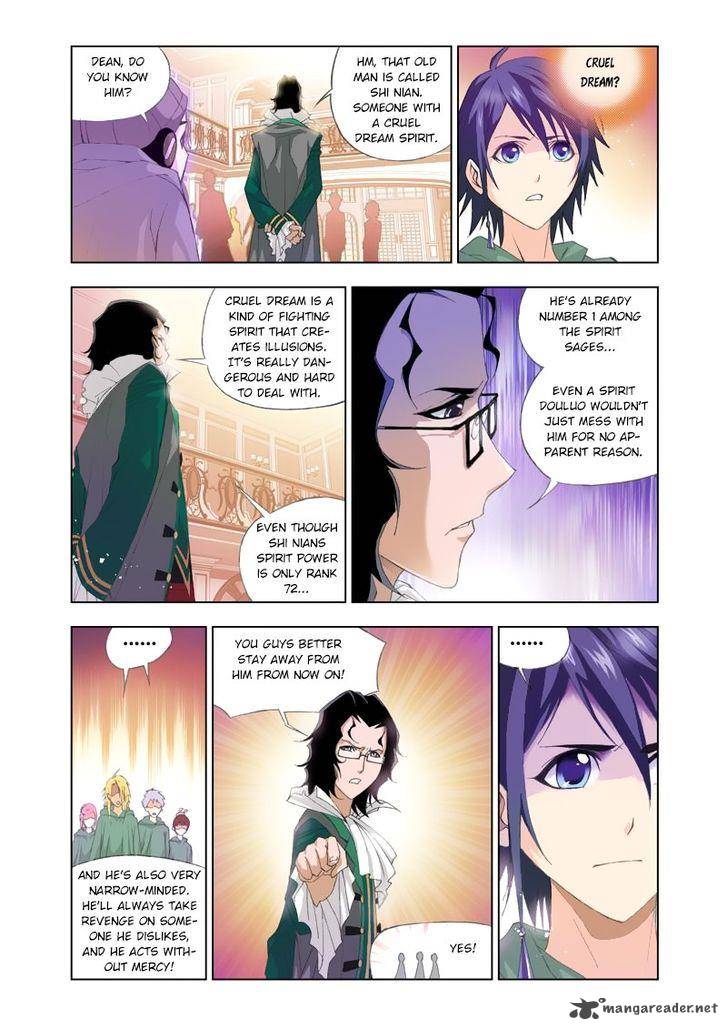 DEAN, DO
YOU KNOW
HIM?
HM, THAT OLD
MAN IS CALLED
SHI NIAN.
SOMEONE WITH
A CRUEL
DREAM SPIRIT.
CRUEL
DREAM?
CRUEL DREAM IS A
KIND OF FIGHTING
SPIRIT THAT CRE-
ATES ILLUSIONS.
IT'S REALLY DAN-
GEROUS AND HARD
TO DEAL WITH.
EVEN THOUGH
SHI NIANS
SPIRIT POWER
IS ONLY RANK
72...
HE'S ALREADY
NUMBER 1 AMONG
THE SPIRIT
SAGES...
EVEN A SPIRIT
DOULUO WOULDN'T
JUST MESS WITH
HIM FOR NO AP-
PARENT REASON.
......
AND HE'S ALSO VERY
NARROW-MINDED.
HE'LL ALWAYS TAKE
REVENGE ON SOME-
ONE HE DISLIKES,
AND HE ACTS WITH-
OUT MERCY!
YOU GUYS BETTER
STAY AWAY FROM
HIM FROM NOW ON!
YES!
......
mangareader.net